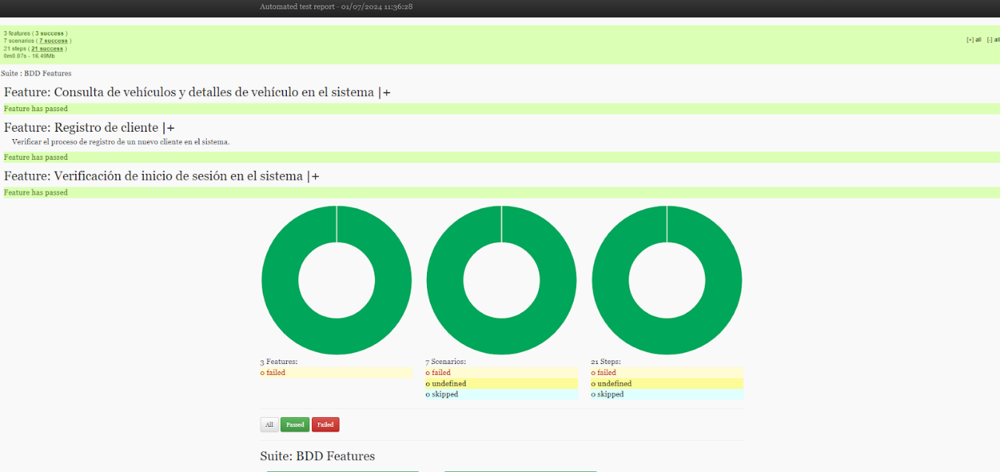 Automated test report - 01/07/2024 11:36:28
3 features ( 3 success )
7 scenarios ( 7 success )
21 steps ( 21 success )
0m0.07s - 16.49Mb
[+] all [-] all
Suite : BDD Features
Feature: Consulta de vehículos y detalles de vehículo en el sistema |+
Feature has passed
Feature: Registro de cliente |+
Verificar el proceso de registro de un nuevo cliente en el sistema.
Feature has passed
Feature: Verificación de inicio de sesión en el sistema |+
Feature has passed
3 Features:
0 failed
7 Scenarios:
0 failed
0 undefined
0 skipped
21 Steps:
0 failed
0 undefined
0 skipped
All Passed Failed
Suite: BDD Features